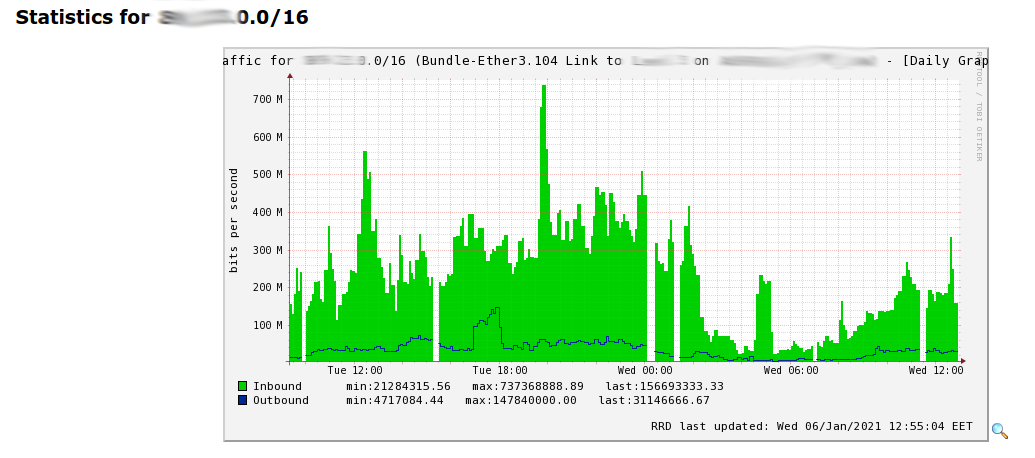 Statistics for .0.0/16
affic for .0.0/16 (Bundle-Ether3.104 Link to on - [Daily Grap
RRDTOOL / TOBI OETIKER
bits per second
700 M
600 M
500 M
400 M
300 M
200 M
100 M
Tue 12:00 Tue 18:00 Wed 00:00 Wed 06:00 Wed 12:00
Inbound min:21284315.56 max:737368888.89 last:156693333.33
Outbound min:4717084.44 max:147840000.00 last:31146666.67
RRD last updated: Wed 06/Jan/2021 12:55:04 EET